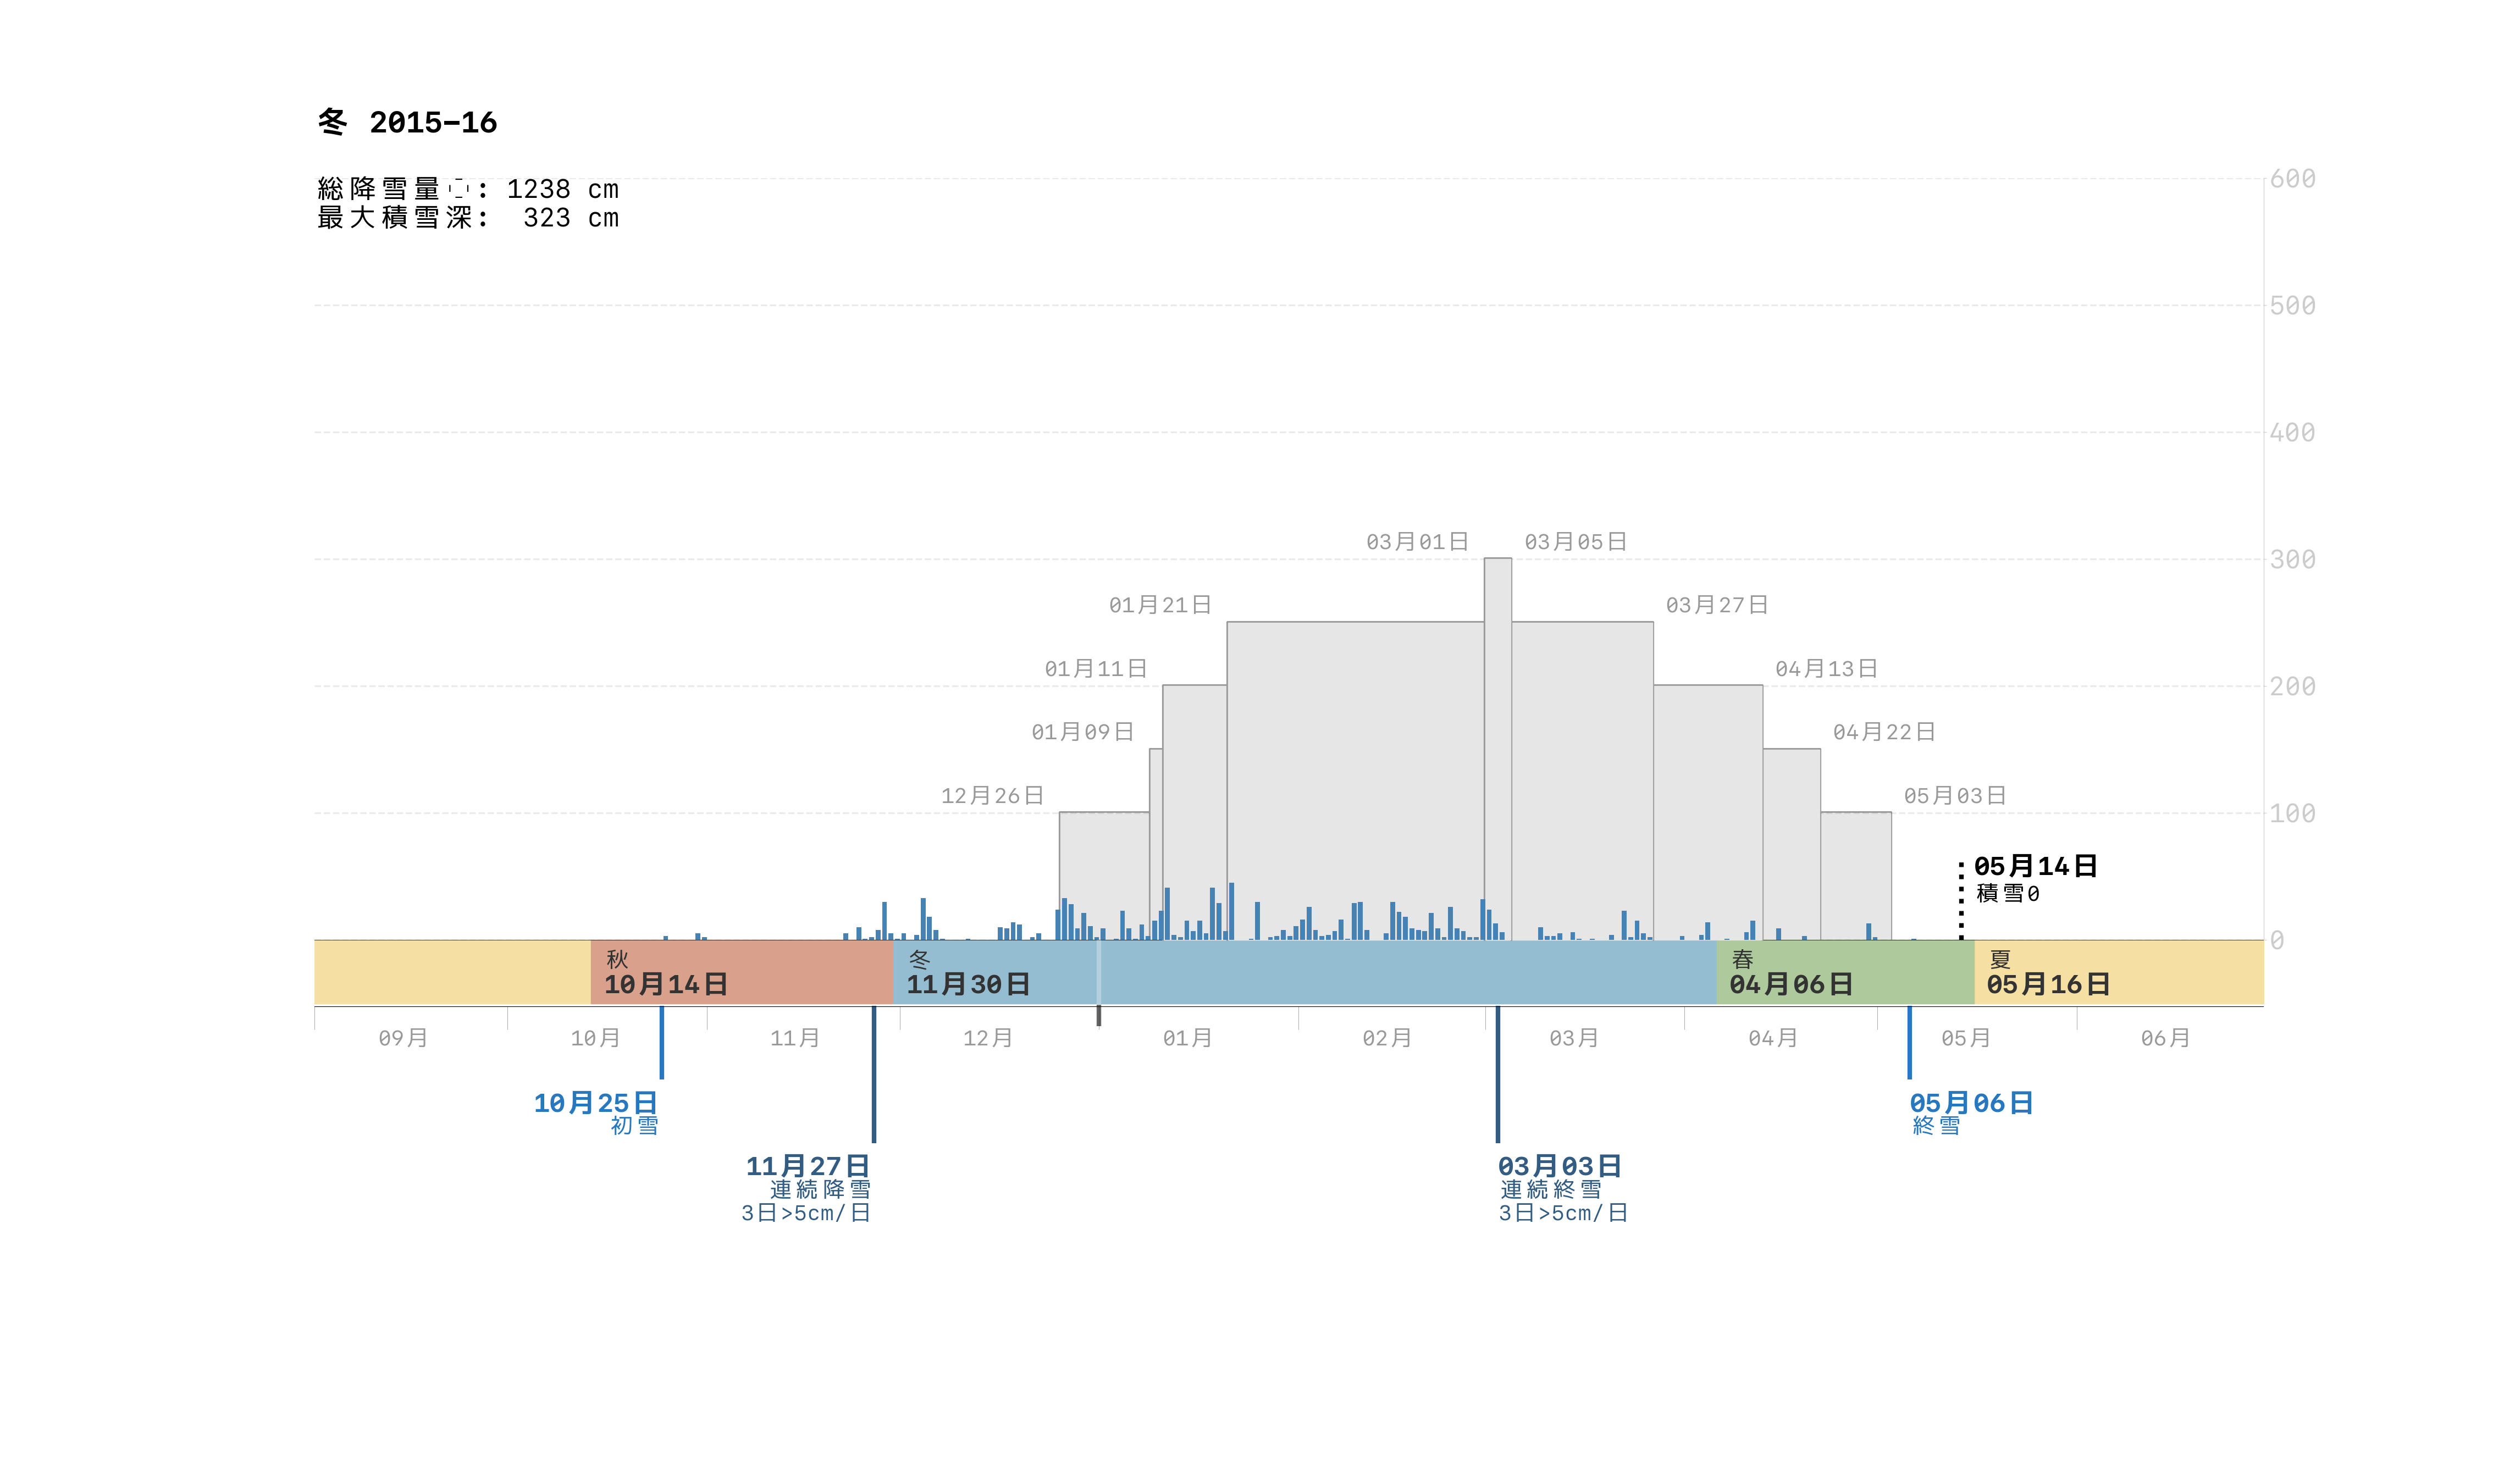 冬 2015–16
総降雪量 : 1238 cm
最大積雪深: 323 cm
600
500
400
300
200
100
0
03月01日
03月05日
01月21日
03月27日
01月11日
04月13日
01月09日
04月22日
12月26日
05月03日
05月14日
積雪0
秋
10月14日
冬
11月30日
春
04月06日
夏
05月16日
09月
10月
11月
12月
01月
02月
03月
04月
05月
06月
10月25日
初雪
05月06日
終雪
11月27日
連続降雪
3日>5cm/日
03月03日
連続終雪
3日>5cm/日